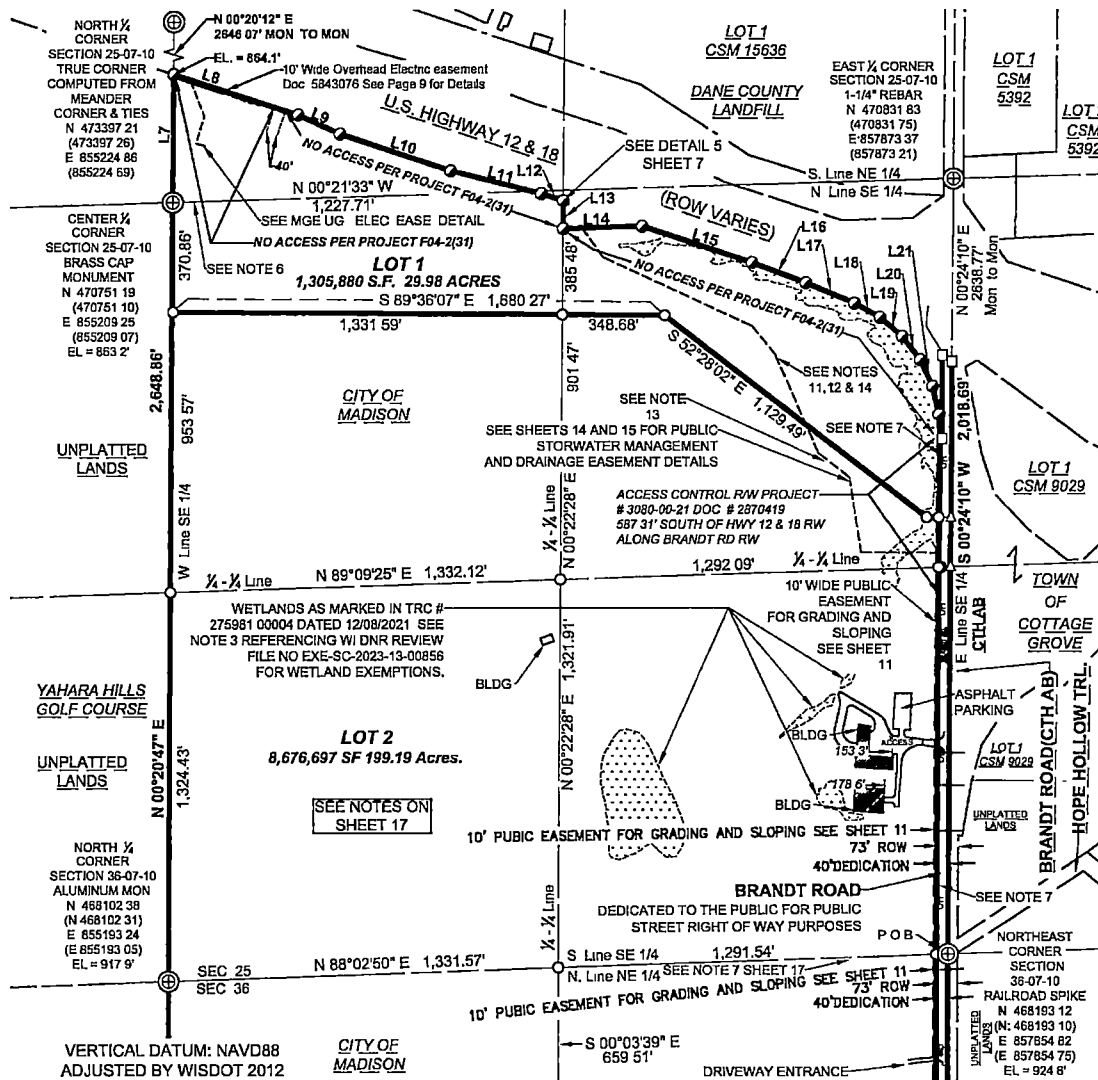 NORTH ¼
CORNER
SECTION 25-07-10
TRUE CORNER
COMPUTED FROM
MEANDER
CORNER & TIES
N 473397 21
(473397 26)
E 855224 86
(855224 69)
N 00°20'12" E
2646 07' MON TO MON
EL. = 864.1'
10' Wide Overhead Electric easement
Doc 5843076 See Page 9 for Details
L7
L8
L9
L10
L11
L12
L13
L14
L15
L16
L17
L18
L19
L20
L21
40'
U.S. HIGHWAY 12 & 18
(ROW VARIES)
NO ACCESS PER PROJECT F04-2(31)
NO ACCESS PER PROJECT F04-2(31)
LOT 1
CSM 15636
DANE COUNTY
LANDFILL
EAST ¼ CORNER
SECTION 25-07-10
1-1/4" REBAR
N 470831 83
(470831 75)
E 857873 37
(857873 21)
LOT 1
CSM
5392
CSM
5392
SEE DETAIL 5
SHEET 7
S. Line NE 1/4
N Line SE 1/4
N 00°24'10" E
2638.77'
Mon to Mon
N 00°21'33" W
1,227.71'
SEE MGE UG ELEC EASE DETAIL
NO ACCESS PER PROJECT F04-2(31)
SEE NOTE 6
CENTER ¼
CORNER
SECTION 25-07-10
BRASS CAP
MONUMENT
N 470751 19
(470751 10)
E 855209 25
(855209 07)
EL = 863 2'
370.86'
LOT 1
1,305,880 S.F. 29.98 ACRES
S 89°36'07" E 1,680 27'
1,331 59'
348.68'
385 48'
S 52°28'02" E 1,129.49'
SEE NOTES
11,12 & 14
2,648.86'
953 57'
W Line SE 1/4
901 47'
¼ - ¼ Line
N 00°22'28" E
CITY OF
MADISON
UNPLATTED
LANDS
SEE NOTE
13
SEE SHEETS 14 AND 15 FOR PUBLIC
STORWATER MANAGEMENT
AND DRAINAGE EASEMENT DETAILS
SEE NOTE 7
ACCESS CONTROL R/W PROJECT
# 3080-00-21 DOC # 2870419
587 31' SOUTH OF HWY 12 & 18 RW
ALONG BRANDT RD RW
2,018.69'
S 00°24'10" W
LOT 1
CSM 9029
¼ - ¼ Line
N 89°09'25" E 1,332.12'
1,292 09'
¼ - ¼ Line
10' WIDE PUBLIC
EASEMENT
FOR GRADING AND
SLOPING
SEE SHEET
11
E Line SE 1/4
CTH AB
TOWN
OF
COTTAGE
GROVE
WETLANDS AS MARKED IN TRC #
275981 00004 DATED 12/08/2021 SEE
NOTE 3 REFERENCING WI DNR REVIEW
FILE NO EXE-SC-2023-13-00856
FOR WETLAND EXEMPTIONS.
BLDG
N 00°22'28" E 1,321.91'
YAHARA HILLS
GOLF COURSE
UNPLATTED
LANDS
N 00°20'47" E
1,324.43'
LOT 2
8,676,697 SF 199.19 Acres.
SEE NOTES ON
SHEET 17
ASPHALT
PARKING
BLDG
ACCESS
153 3'
178 6'
BLDG
LOT 1
CSM 9029
UNPLATTED
LANDS
BRANDT ROAD(CTH AB)
HOPE HOLLOW TRL.
10' PUBIC EASEMENT FOR GRADING AND SLOPING SEE SHEET 11
73' ROW
40'DEDICATION
BRANDT ROAD
DEDICATED TO THE PUBLIC FOR PUBLIC
STREET RIGHT OF WAY PURPOSES
SEE NOTE 7
P O B
NORTH ¼
CORNER
SECTION 36-07-10
ALUMINUM MON
N 468102 38
(N 468102 31)
E 855193 24
(E 855193 05)
EL = 917 9'
SEC 25
SEC 36
N 88°02'50" E 1,331.57'
¼ - ¼ Line
S Line SE 1/4
N. Line NE 1/4
1,291.54'
SEE NOTE 7 SHEET 17
10' PUBIC EASEMENT FOR GRADING AND SLOPING SEE SHEET 11
73' ROW
40'DEDICATION
NORTHEAST
CORNER
SECTION
36-07-10
RAILROAD SPIKE
N 468193 12
(N: 468193 10)
E 857854 82
(E 857854 75)
EL = 924 8'
UNPLATTED
LANDS
S 00°03'39" E
659 51'
CITY OF
MADISON
DRIVEWAY ENTRANCE
VERTICAL DATUM: NAVD88
ADJUSTED BY WISDOT 2012